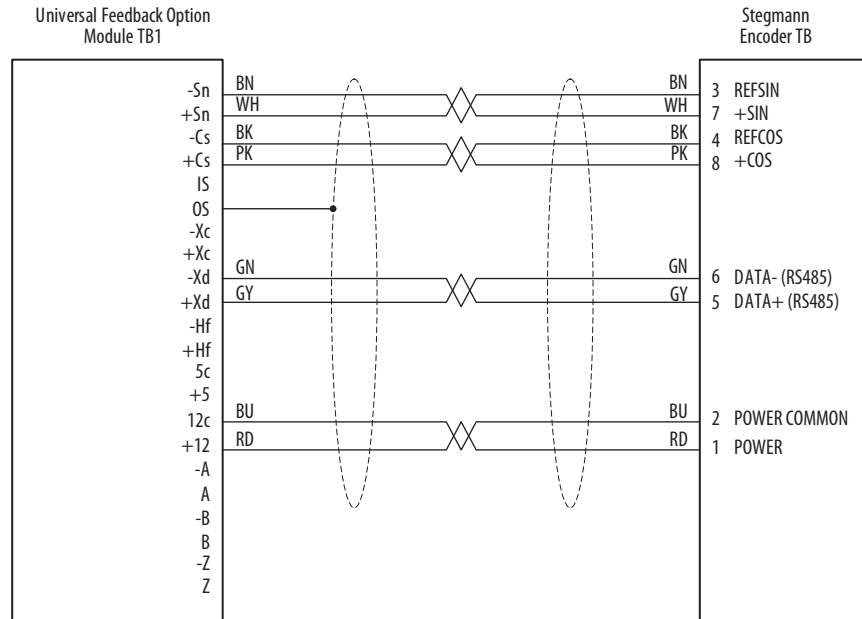 Universal Feedback Option
Module TB1
Stegmann
Encoder TB
-Sn BN BN 3 REFSIN
+Sn WH WH 7 +SIN
-Cs BK BK 4 REFCOS
+Cs PK PK 8 +COS
IS
OS
-Xc
+Xc
-Xd GN GN 6 DATA- (RS485)
+Xd GY GY 5 DATA+ (RS485)
-Hf
+Hf
5c
+5
12c BU BU 2 POWER COMMON
+12 RD RD 1 POWER
-A
A
-B
B
-Z
Z